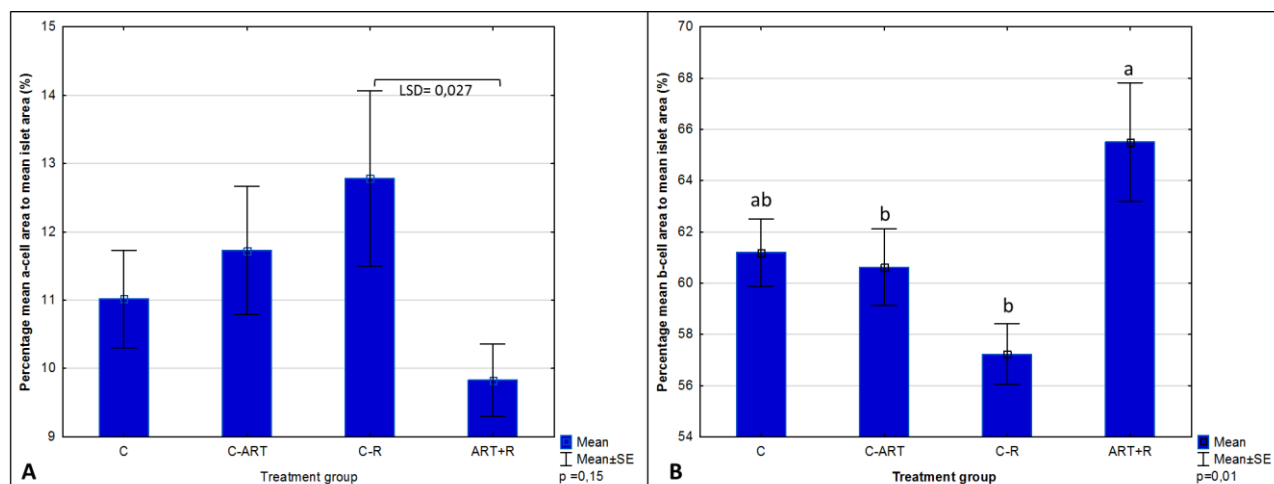 Percentage mean a-cell area to mean islet area (%)
15
14
13
12
11
10
9
LSD= 0,027
C
C-ART
C-R
ART+R
Treatment group
A
Mean
Mean±SE
p =0,15
Percentage mean b-cell area to mean islet area (%)
70
68
66
64
62
60
58
56
54
ab
b
b
a
C
C-ART
C-R
ART+R
Treatment group
B
Mean
Mean±SE
p=0,01